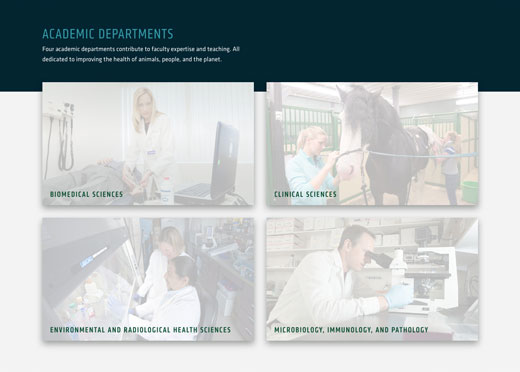 ACADEMIC DEPARTMENTS
Four academic departments contribute to faculty expertise and teaching. All
dedicated to improving the health of animals, people, and the planet.
BIOMEDICAL SCIENCES
CLINICAL SCIENCES
ENVIRONMENTAL AND RADIOLOGICAL HEALTH SCIENCES
MICROBIOLOGY, IMMUNOLOGY, AND PATHOLOGY